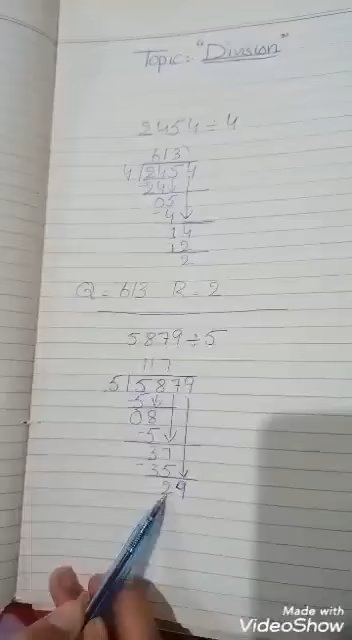 Topic:- "Division"
2454 ÷ 4
613
4 2454
-24
05
-4
14
12
2
Q = 613 R = 2
5879 ÷ 5
117
5 5879
-5
08
-5
37
-35
29
Made with
VideoShow